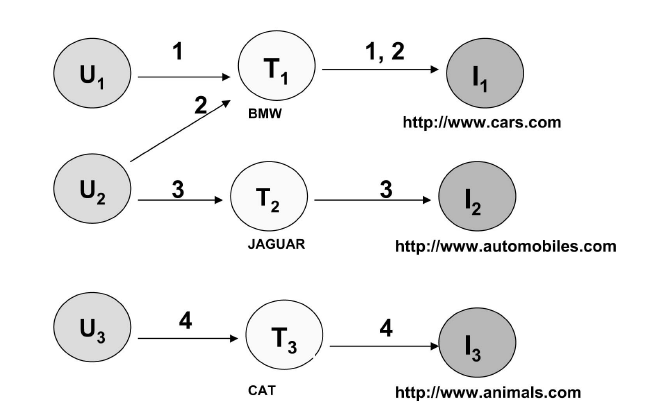 U1 1 T1 1, 2 I1
BMW
http://www.cars.com
2
U2 3 T2 3 I2
JAGUAR
http://www.automobiles.com
U3 4 T3 4 I3
CAT
http://www.animals.com